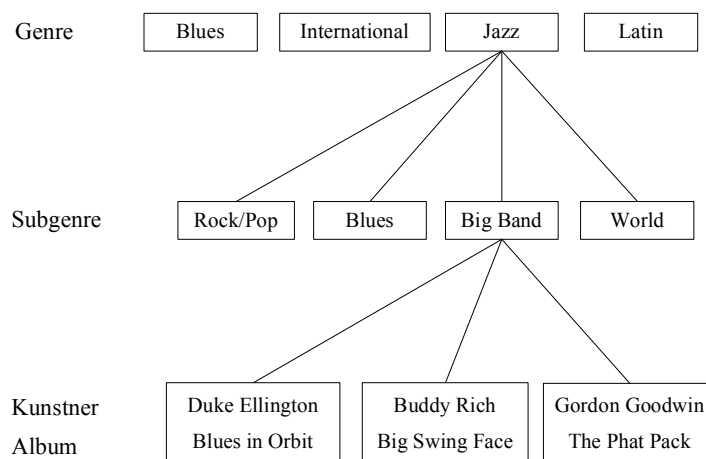 Genre Blues International Jazz Latin
Subgenre Rock/Pop Blues Big Band World
Kunstner Duke Ellington Buddy Rich Gordon Goodwin
Album Blues in Orbit Big Swing Face The Phat Pack